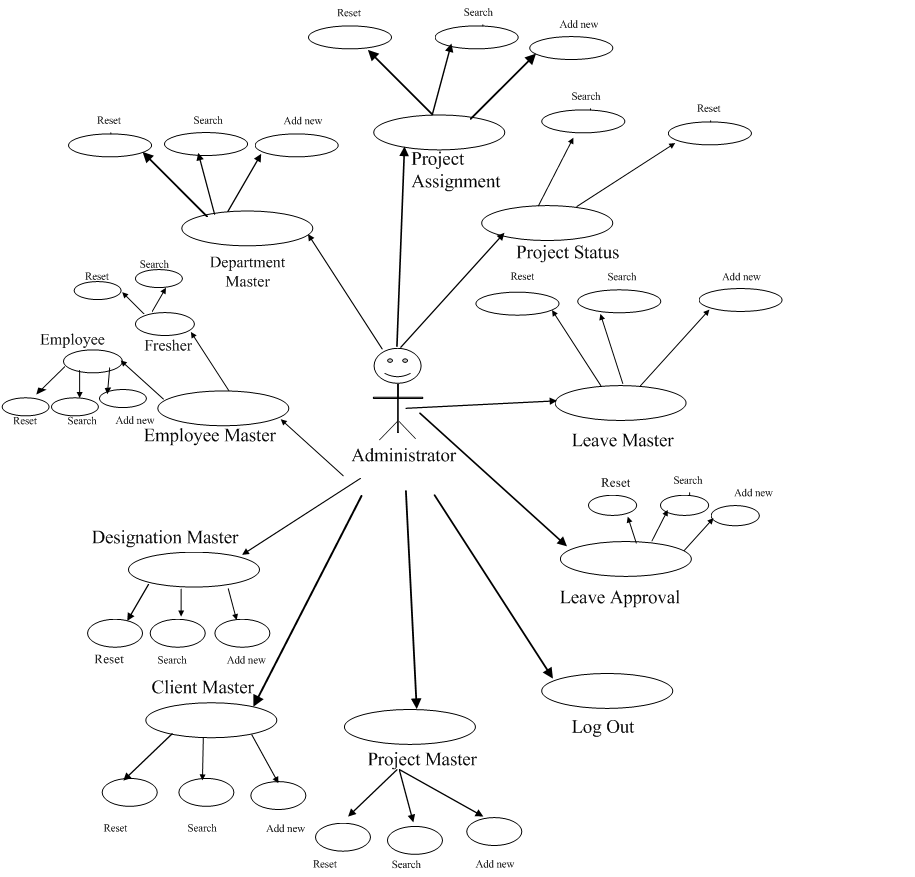 Reset
Search
Add new
Project
Assignment
Search
Reset
Project Status
Reset
Search
Add new
Department
Master
Reset
Search
Add new
Leave Master
Reset
Search
Fresher
Employee
Reset
Search
Add new
Employee Master
Administrator
Reset
Search
Add new
Leave Approval
Designation Master
Reset
Search
Add new
Client Master
Reset
Search
Add new
Project Master
Reset
Search
Add new
Log Out